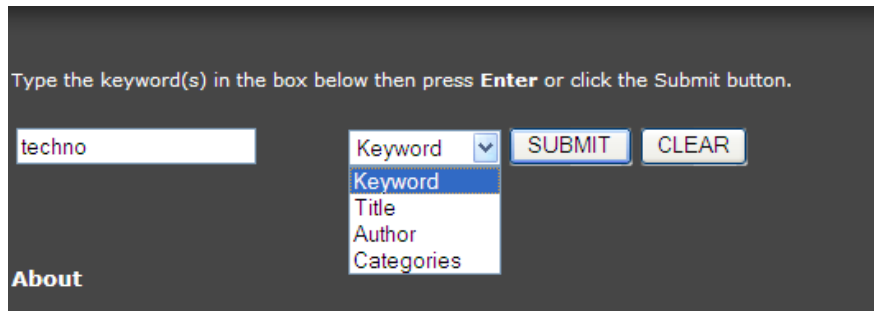 Type the keyword(s) in the box below then press Enter or click the Submit button.
techno Keyword SUBMIT CLEAR
Keyword
Title
Author
Categories
About